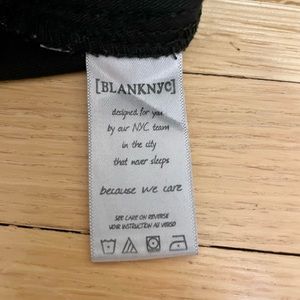 [BLANKNYC]
designed for you
by our NYC team
in the city
that never sleeps
because we care
SEE CARE ON REVERSE
VOIR INSTRUCTION AU VERSO